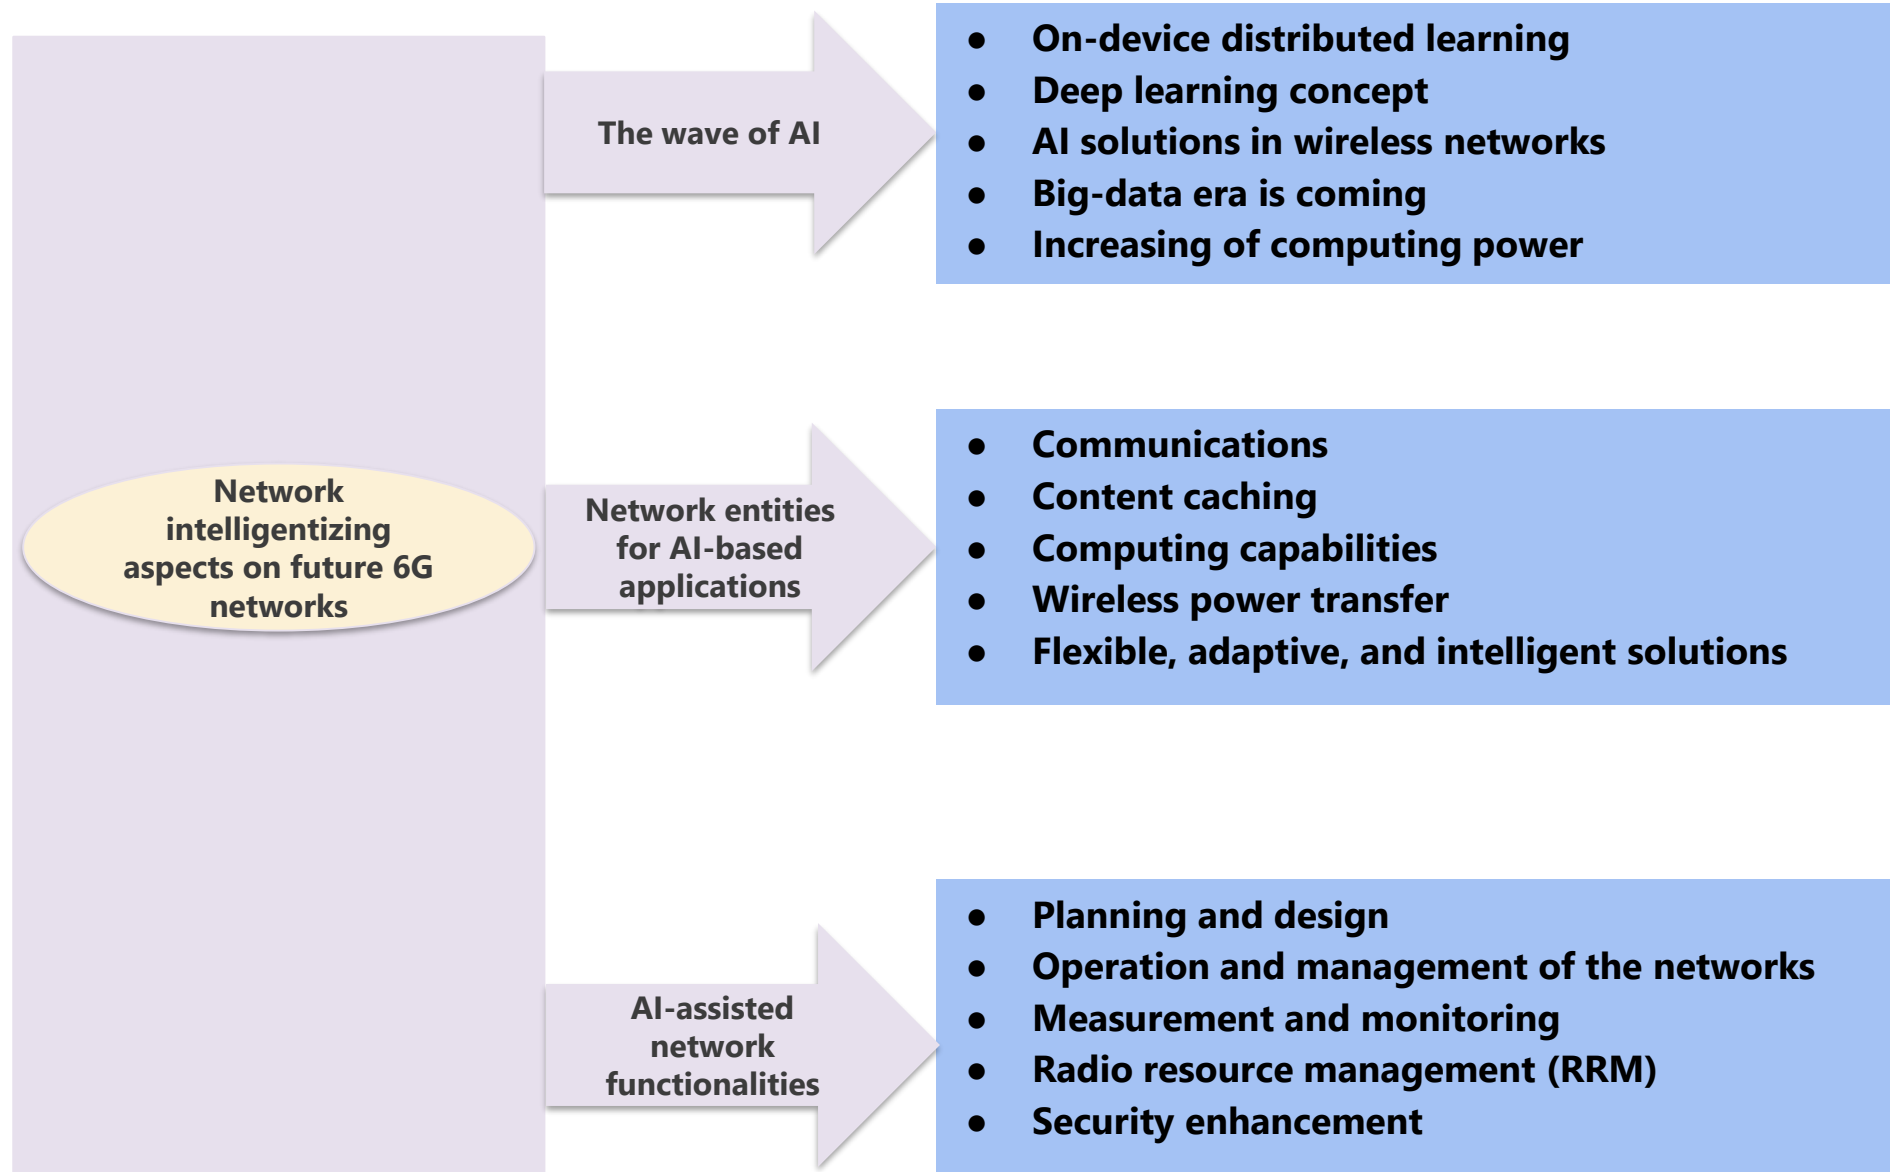 The wave of AI
● On-device distributed learning
● Deep learning concept
● AI solutions in wireless networks
● Big-data era is coming
● Increasing of computing power
Network
intelligentizing
aspects on future 6G
networks
Network entities
for AI-based
applications
● Communications
● Content caching
● Computing capabilities
● Wireless power transfer
● Flexible, adaptive, and intelligent solutions
AI-assisted
network
functionalities
● Planning and design
● Operation and management of the networks
● Measurement and monitoring
● Radio resource management (RRM)
● Security enhancement